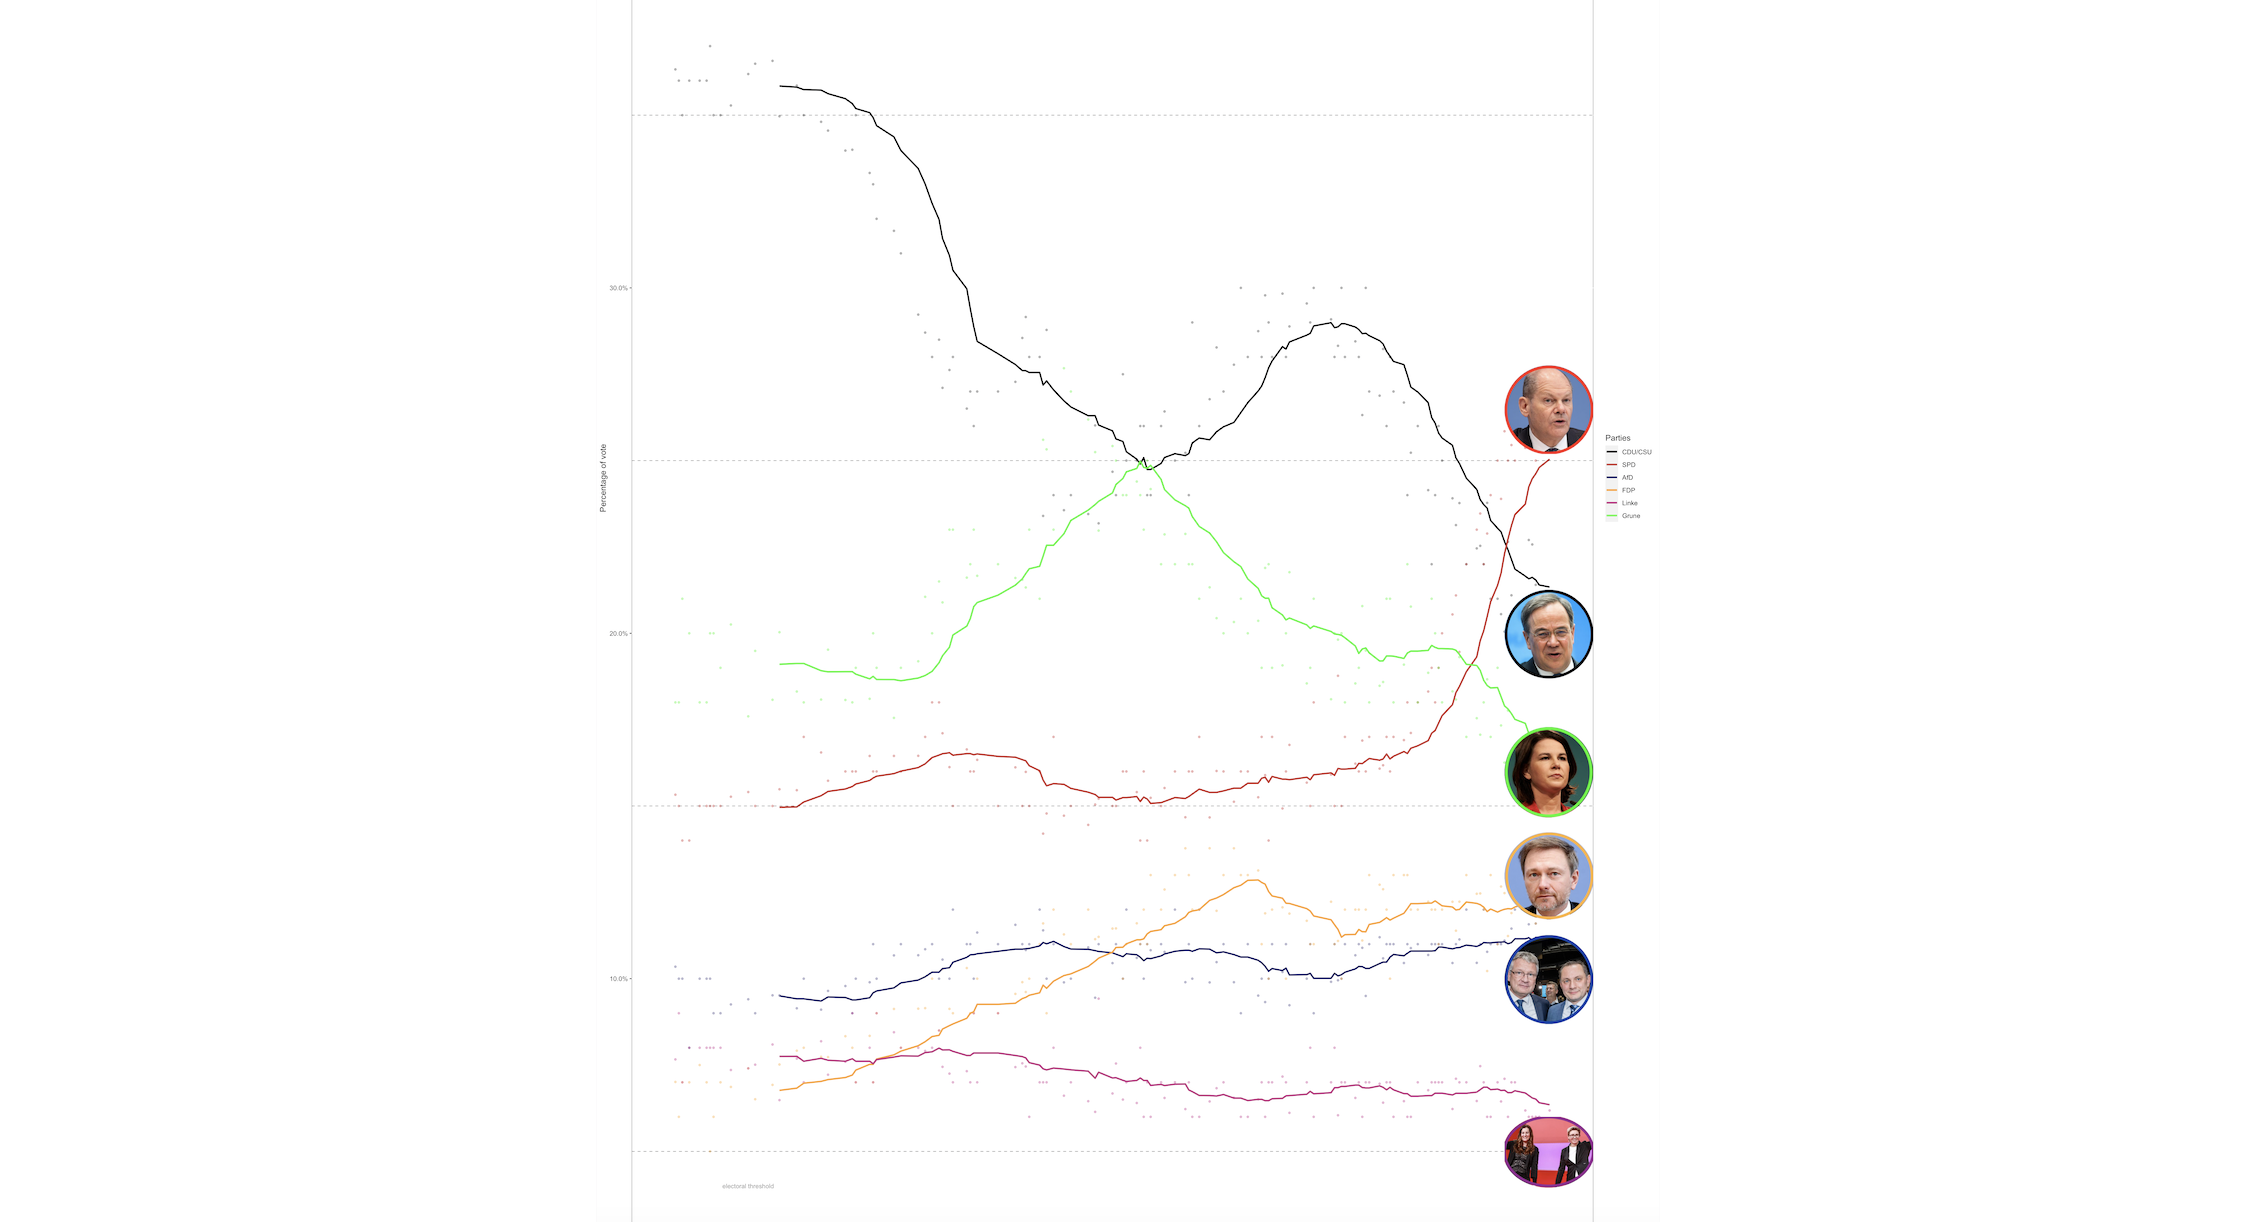 30.0%
20.0%
10.0%
Percentage of vote
electoral threshold
Parties
CDU/CSU
SPD
AfD
FDP
Linke
Grune